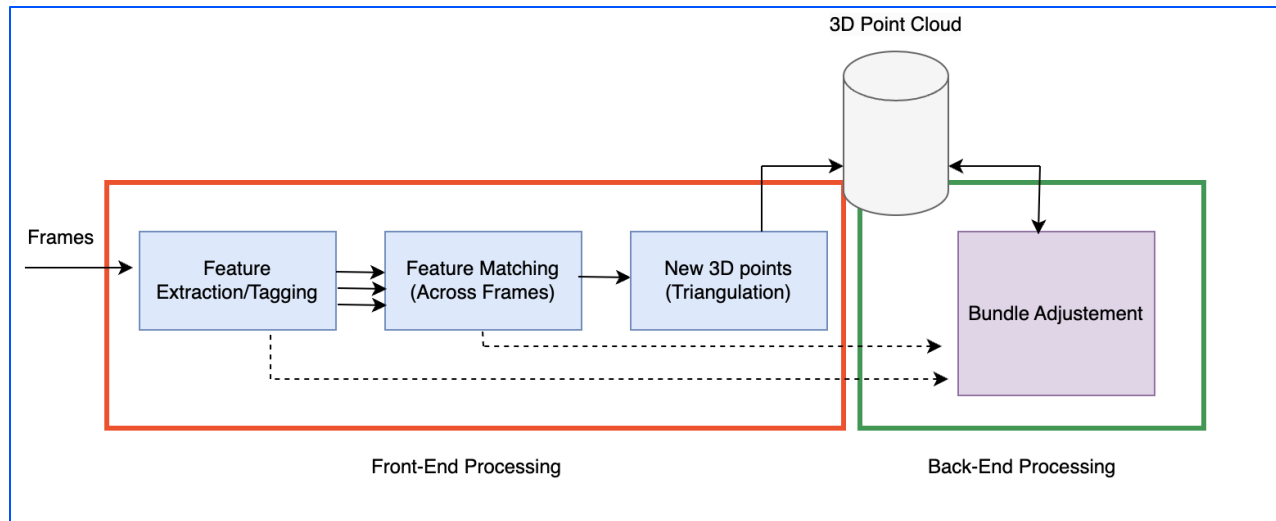 3D Point Cloud
Frames
Feature
Extraction/Tagging
Feature Matching
(Across Frames)
New 3D points
(Triangulation)
Bundle Adjustement
Front-End Processing
Back-End Processing